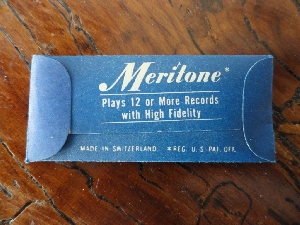 Meritone*
Plays 12 or More Records
with High Fidelity
MADE IN SWITZERLAND. *REG. U.S. PAT. OFF.